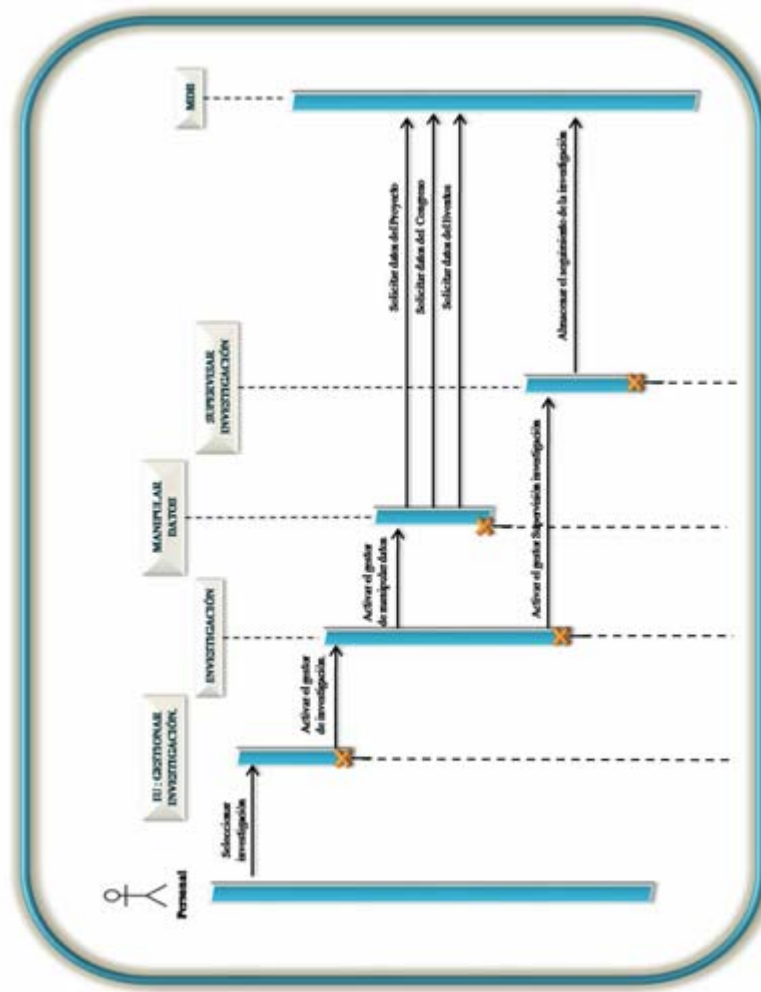 Personal
IU : GESTIONAR
INVESTIGACIÓN.
INVESTIGACIÓN
MANIPULAR
DATOS
SUPERVISAR
INVESTIGACIÓN
Seleccionar
investigación
Activar el gestor
de investigación.
Activar el gestor
de manipular datos
Solicitar datos del Proyecto
Solicitar datos del Congreso
Solicitar datos del Eventos
Activar el gestor Supervisión investigación
Almacenar el seguimiento de la investigación